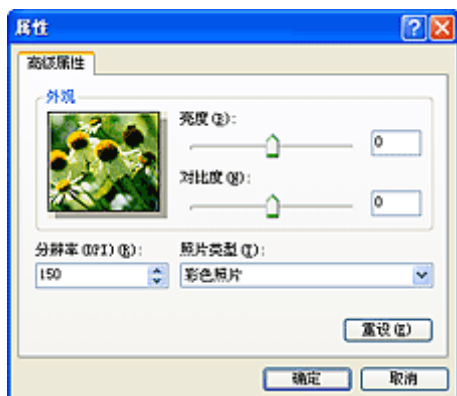 属性
高级属性
外观
亮度(B):
0
对比度(N):
0
分辨率(DPI)(R):
照片类型(T):
150
彩色照片
重设(E)
确定
取消